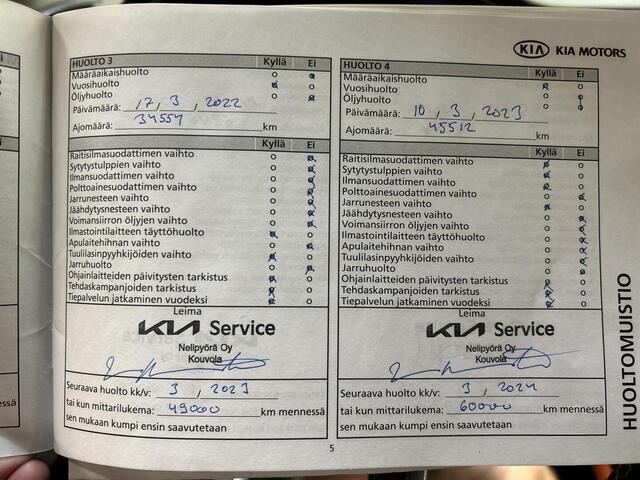 KIA KIA MOTORS
HUOLTO 3 Kyllä Ei
Määräaikaishuolto
Vuosihuolto
Öljyhuolto
Päivämäärä: 17, 3, 2022
Ajomäärä: 34557 km
Kyllä Ei
Raitisilmasuodattimen vaihto
Sytytystulppien vaihto
Ilmansuodattimen vaihto
Polttoainesuodattimen vaihto
Jarrunesteen vaihto
Jäähdytysnesteen vaihto
Voimansiirron öljyjen vaihto
Ilmastointilaitteen täyttöhuolto
Apulaitehihnan vaihto
Tuulilasinpyyhkijöiden vaihto
Jarruhuolto
Ohjainlaitteiden päivitysten tarkistus
Tehdaskampanjoiden tarkistus
Tiepalvelun jatkaminen vuodeksi
Leima
KIA Service
Nelipyörä Oy
Kouvola
Seuraava huolto kk/v: 3, 2023
tai kun mittarilukema: 49000 km mennessä
sen mukaan kumpi ensin saavutetaan
HUOLTO 4 Kyllä Ei
Määräaikaishuolto
Vuosihuolto
Öljyhuolto
Päivämäärä: 10, 3, 2023
Ajomäärä: 45512 km
Kyllä Ei
Raitisilmasuodattimen vaihto
Sytytystulppien vaihto
Ilmansuodattimen vaihto
Polttoainesuodattimen vaihto
Jarrunesteen vaihto
Jäähdytysnesteen vaihto
Voimansiirron öljyjen vaihto
Ilmastointilaitteen täyttöhuolto
Apulaitehihnan vaihto
Tuulilasinpyyhkijöiden vaihto
Jarruhuolto
Ohjainlaitteiden päivitysten tarkistus
Tehdaskampanjoiden tarkistus
Tiepalvelun jatkaminen vuodeksi
Leima
KIA Service
Nelipyörä Oy
Kouvola
Seuraava huolto kk/v: 3, 2024
tai kun mittarilukema: 60000 km mennessä
sen mukaan kumpi ensin saavutetaan
HUOLTOMUISTIO
5